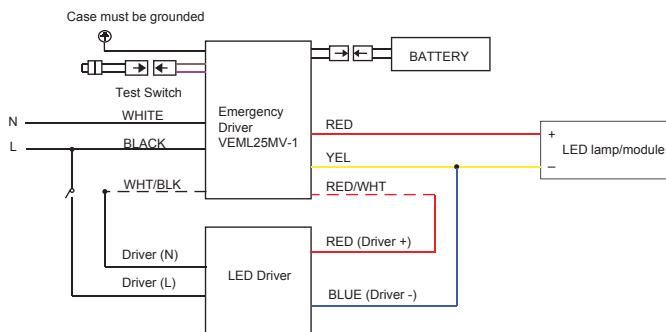 Case must be grounded
BATTERY
Test Switch
N
WHITE
Emergency
Driver
VEML25MV-1
RED
+
LED lamp/module
L
BLACK
YEL
–
WHT/BLK
RED/WHT
Driver (N)
RED (Driver +)
LED Driver
Driver (L)
BLUE (Driver -)